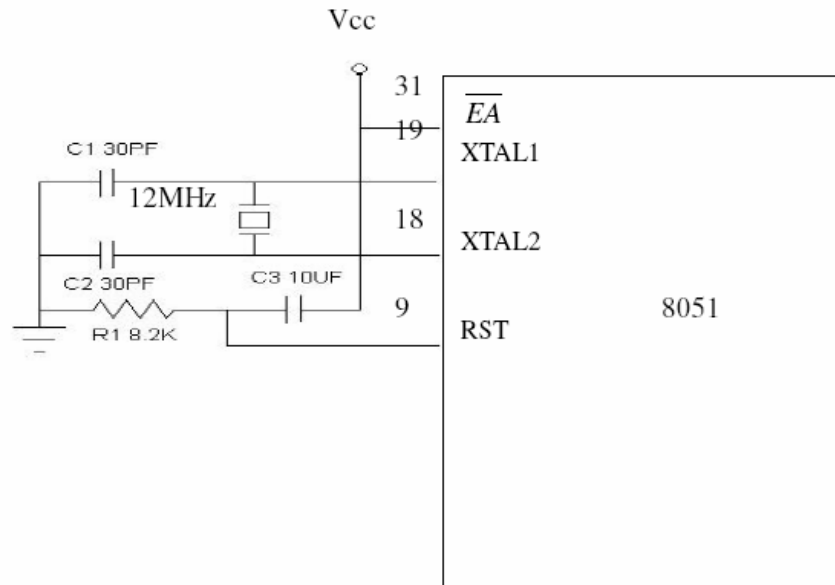 Vcc
31
EA
19
C1 30PF
XTAL1
12MHz
18
XTAL2
C2 30PF
C3 10UF
9
8051
RST
R1 8.2K